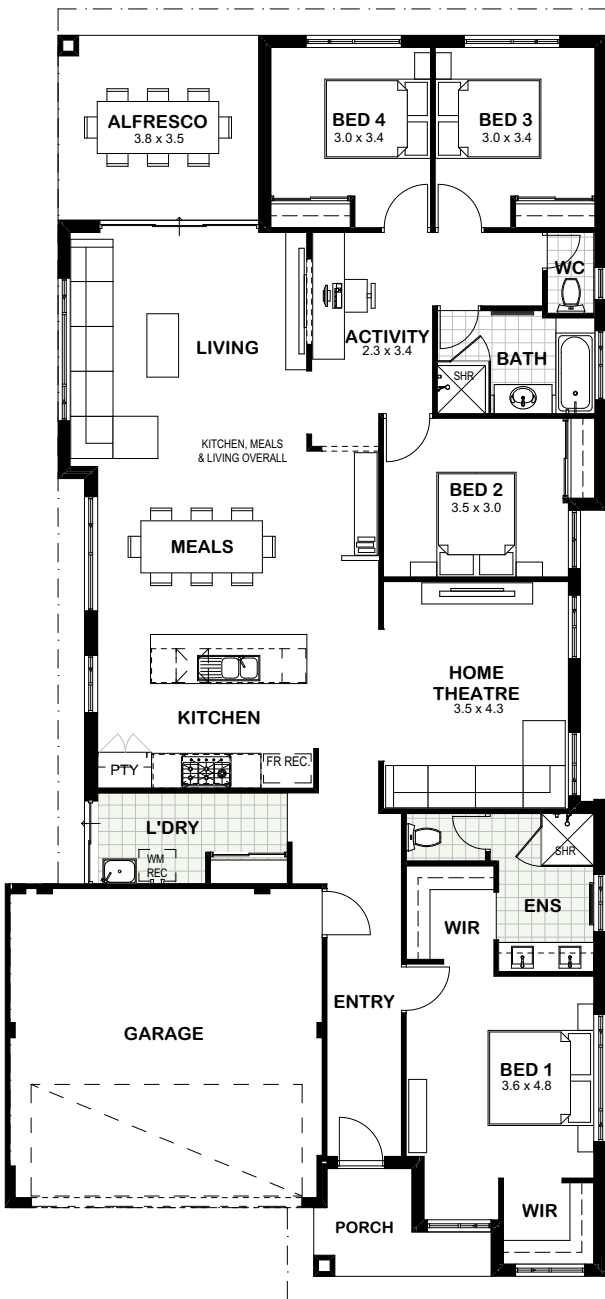 ALFRESCO
3.8 x 3.5
BED 4
3.0 x 3.4
BED 3
3.0 x 3.4
WC
LIVING
ACTIVITY
2.3 x 3.4
BATH
SHR
KITCHEN, MEALS
& LIVING OVERALL
BED 2
3.5 x 3.0
MEALS
HOME
THEATRE
3.5 x 4.3
KITCHEN
PTY
FR REC.
L'DRY
WM
REC
SHR
ENS
WIR
ENTRY
GARAGE
BED 1
3.6 x 4.8
WIR
PORCH